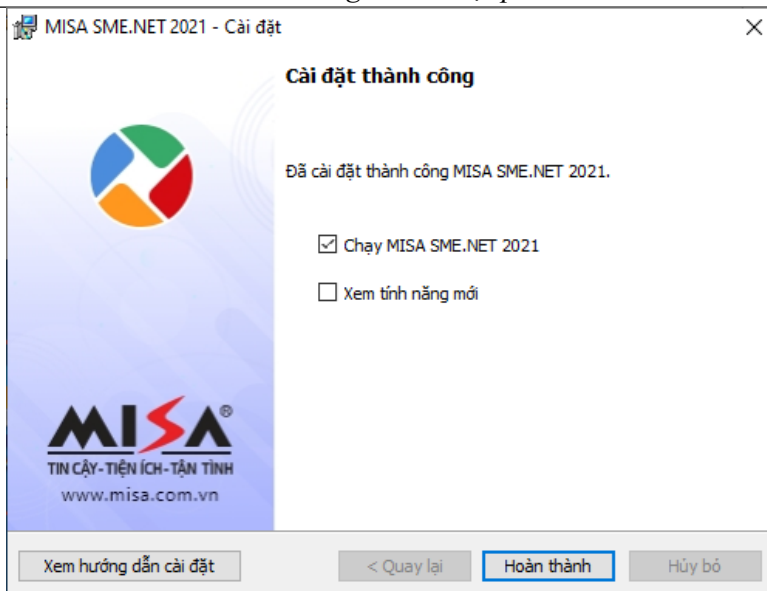 MISA SME.NET 2021 - Cài đặt
Cài đặt thành công
Đã cài đặt thành công MISA SME.NET 2021.
Chạy MISA SME.NET 2021
Xem tính năng mới
MISA®
TIN CẬY-TIỆN ÍCH-TẬN TÌNH
www.misa.com.vn
Xem hướng dẫn cài đặt
< Quay lại
Hoàn thành
Hủy bỏ